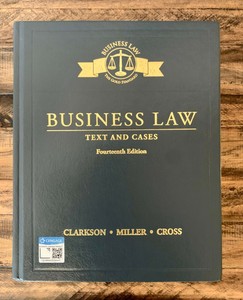 BUSINESS LAW
BUSINESS LAW
TEXT AND CASES
Fourteenth Edition
CLARKSON • MILLER • CROSS